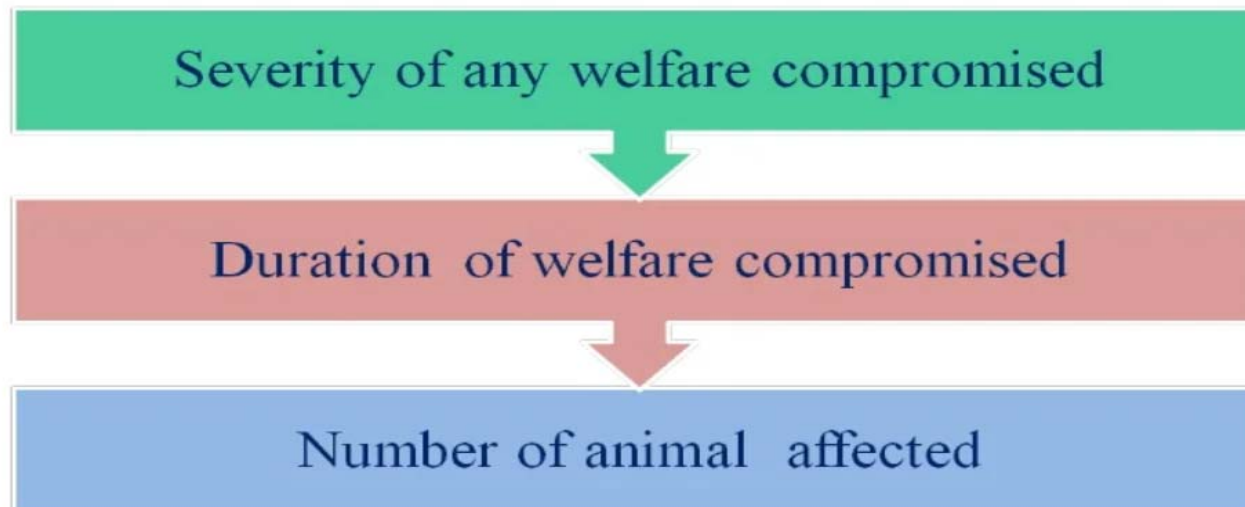 Severity of any welfare compromised
Duration of welfare compromised
Number of animal affected